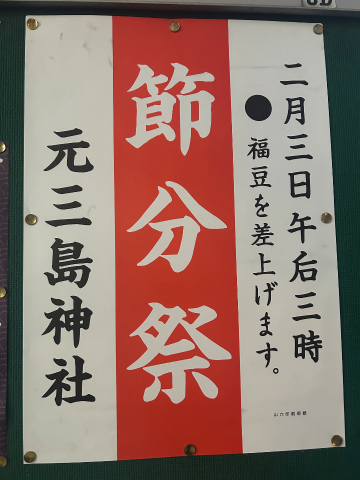 二月三日午后三時
●福豆を差上げます。
節分祭
元三島神社